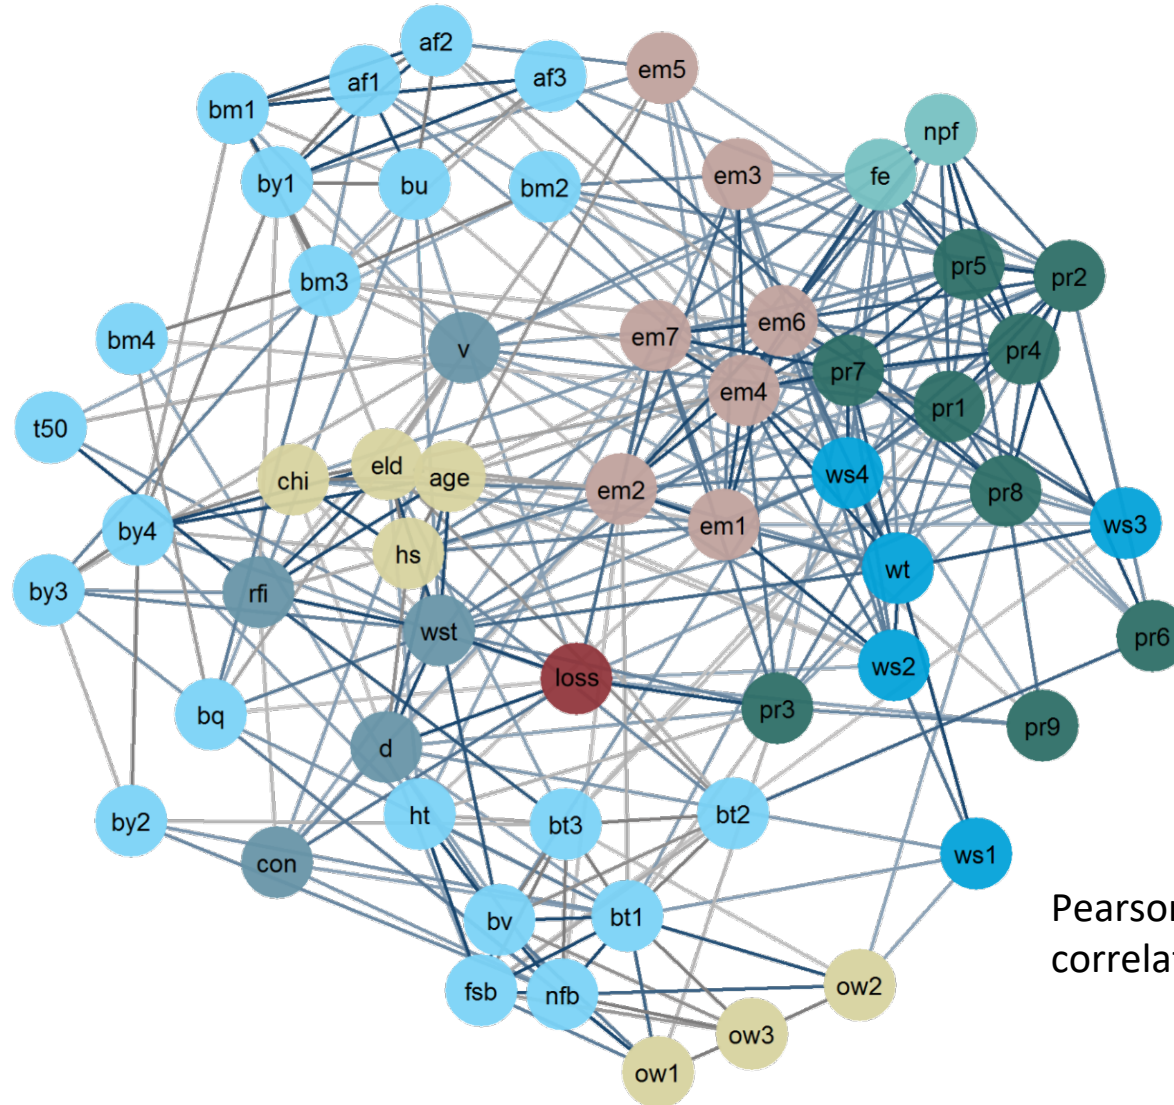 af2
af1
af3
em5
bm1
npf
by1
bu
bm2
em3
fe
pr5
pr2
bm3
em6
em7
bm4
v
pr4
pr7
em4
pr1
t50
chi
eld
age
em2
ws4
pr8
by4
em1
ws3
hs
wt
by3
rfi
wst
pr6
loss
ws2
bq
pr3
pr9
d
by2
ht
bt3
bt2
con
ws1
bv
bt1
Pearson
correlat
fsb
nfb
ow2
ow3
ow1